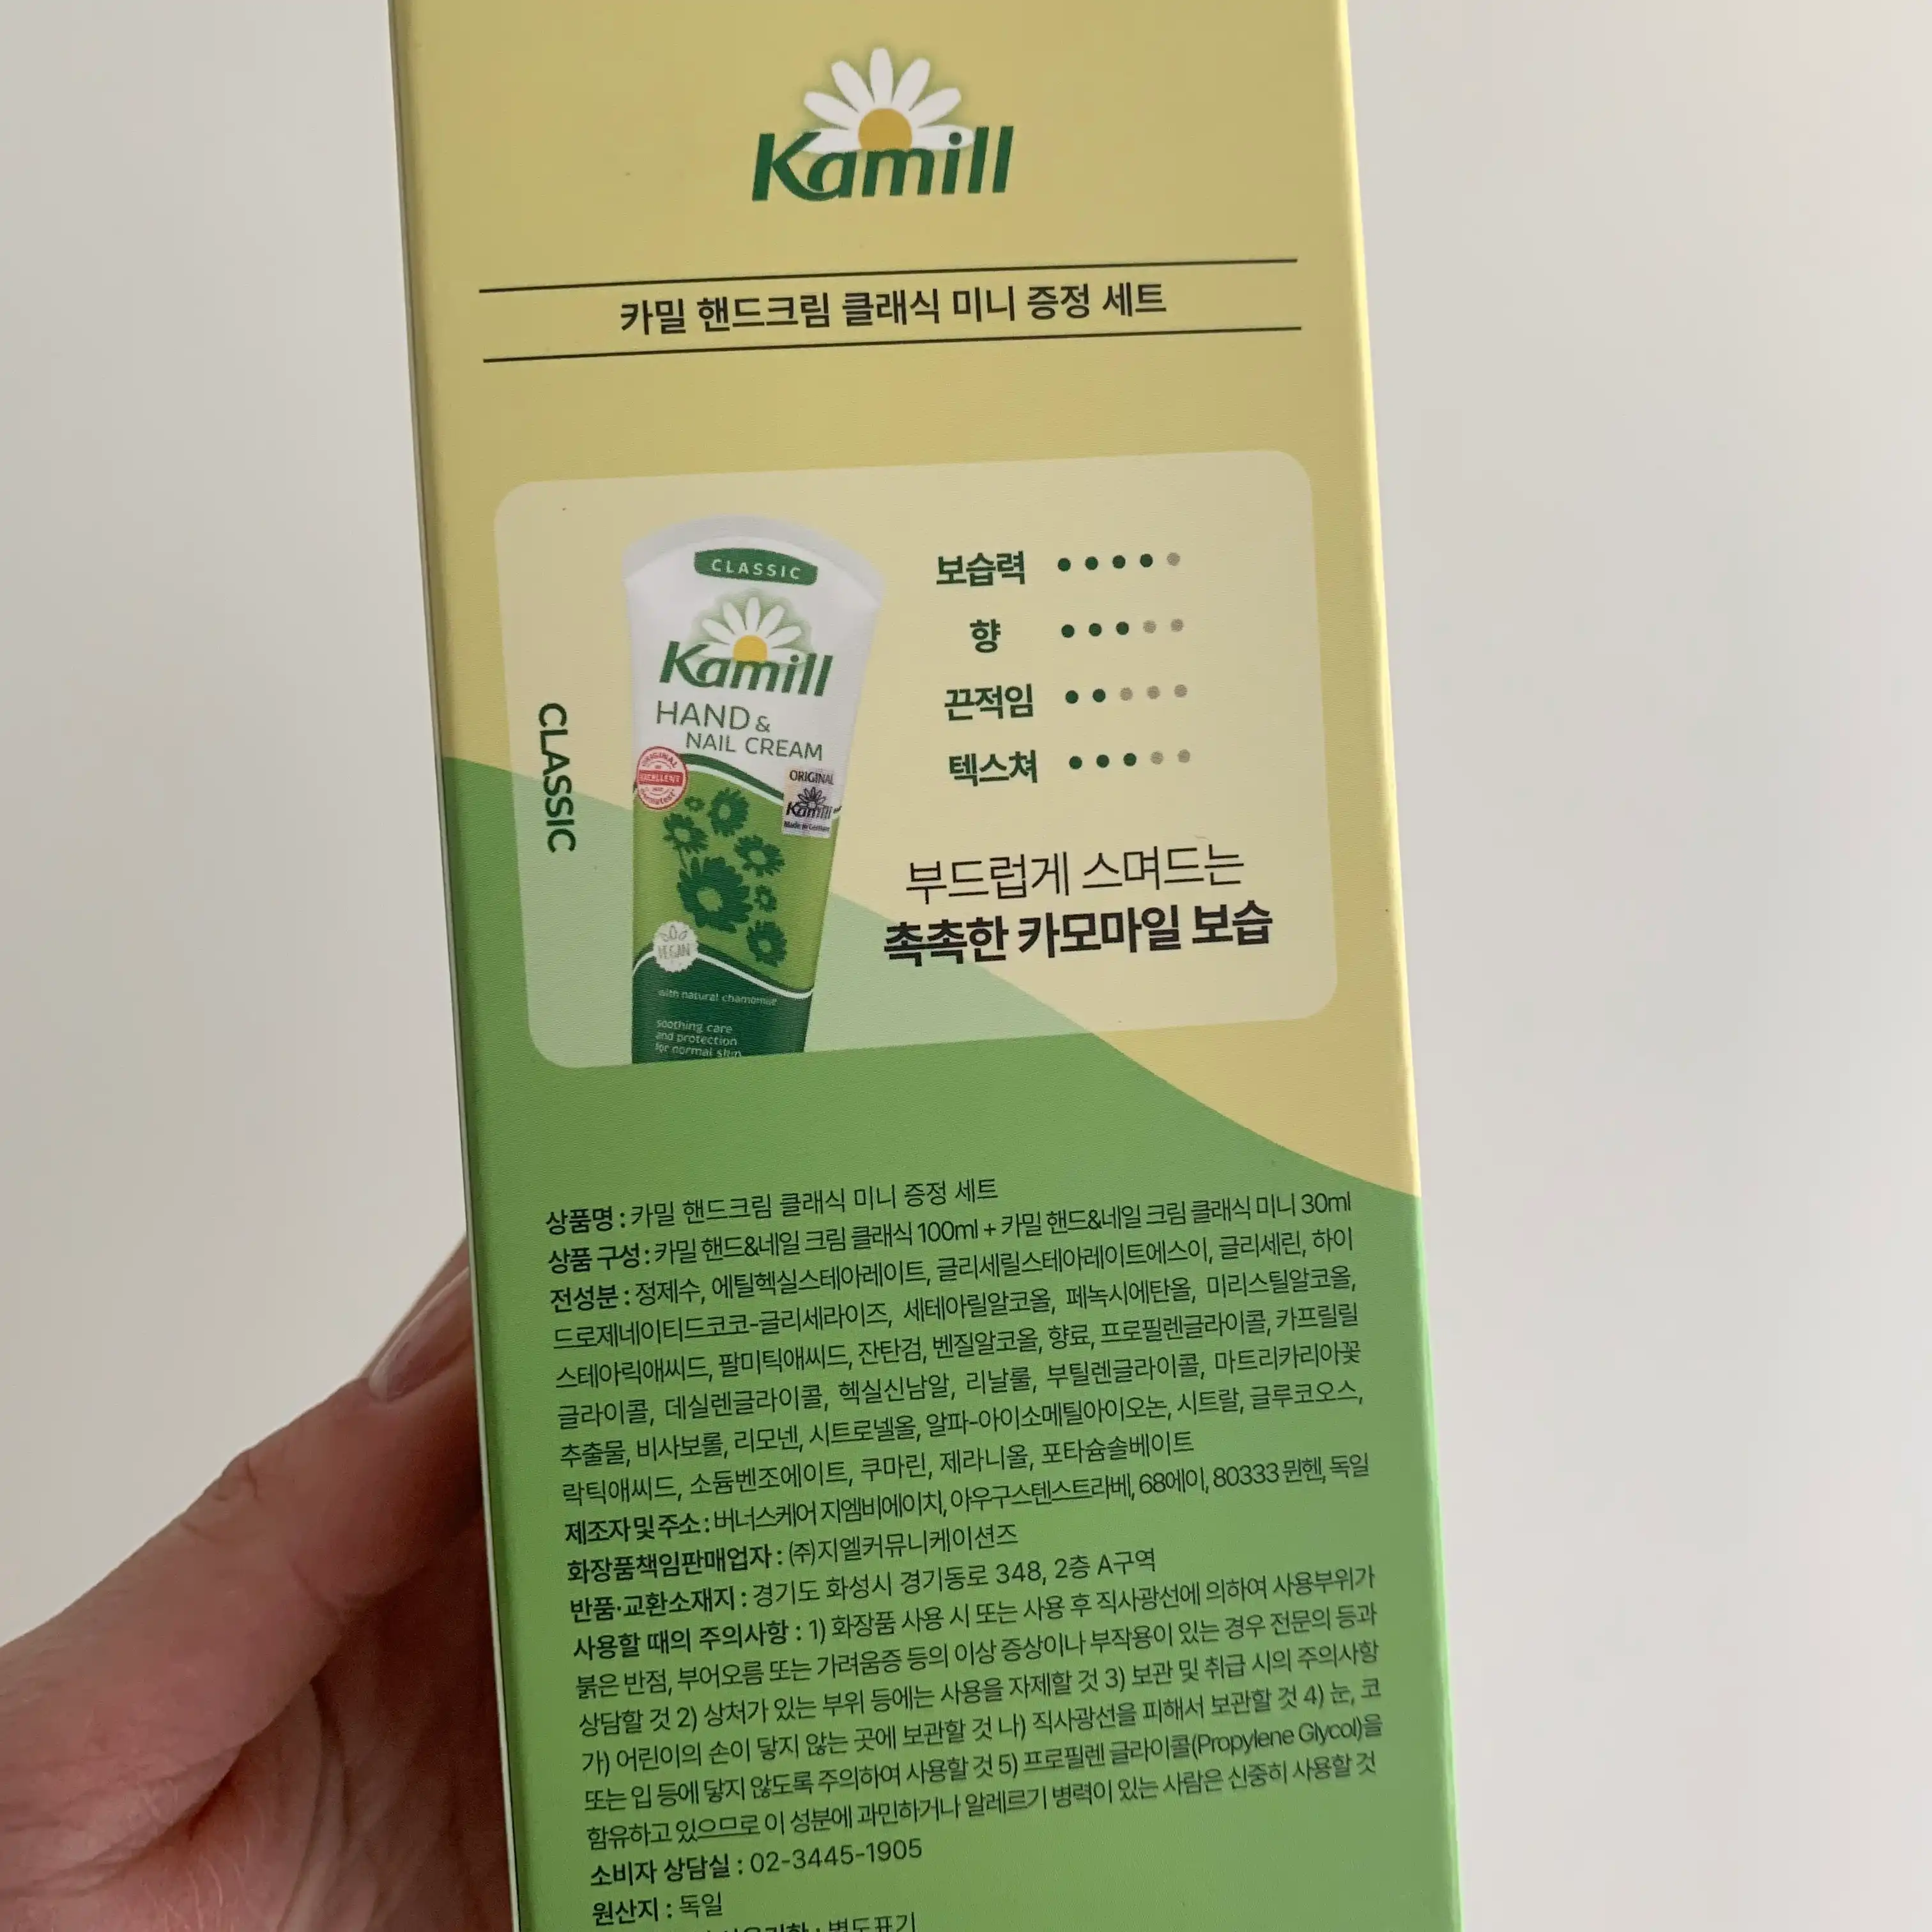 Kamill
카밀 핸드크림 클래식 미니 증정 세트
CLASSIC
CLASSIC
Kamill
HAND &
NAIL CREAM
ORIGINAL
EXCELLENT
ORIGINAL
Kamill
VEGAN
with natural chamomile
soothing care
and protection
for normal skin
보습력
향
끈적임
텍스쳐
부드럽게 스며드는
촉촉한 카모마일 보습
상품명 : 카밀 핸드크림 클래식 미니 증정 세트
상품 구성 : 카밀 핸드&네일 크림 클래식 100ml + 카밀 핸드&네일 크림 클래식 미니 30ml
전성분 : 정제수, 에틸헥실스테아레이트, 글리세릴스테아레이트에스이, 글리세린, 하이
드로제네이티드코코-글리세라이즈, 세테아릴알코올, 페녹시에탄올, 미리스틸알코올,
스테아릭애씨드, 팔미틱애씨드, 잔탄검, 벤질알코올, 향료, 프로필렌글라이콜, 카프릴릴
글라이콜, 데실렌글라이콜, 헥실신남알, 리날룰, 부틸렌글라이콜, 마트리카리아꽃
추출물, 비사보롤, 리모넨, 시트로넬올, 알파-아이소메틸아이오논, 시트랄, 글루코오스,
락틱애씨드, 소듐벤조에이트, 쿠마린, 제라니올, 포타슘솔베이트
제조자 및 주소 : 버너스케어 지엠비에이치, 아우구스텐스트라베, 68에이, 80333 뮌헨, 독일
화장품책임판매업자 : ㈜지엘커뮤니케이션즈
반품·교환소재지 : 경기도 화성시 경기동로 348, 2층 A구역
사용할 때의 주의사항 : 1) 화장품 사용 시 또는 사용 후 직사광선에 의하여 사용부위가
붉은 반점, 부어오름 또는 가려움증 등의 이상 증상이나 부작용이 있는 경우 전문의 등과
상담할 것 2) 상처가 있는 부위 등에는 사용을 자제할 것 3) 보관 및 취급 시의 주의사항
가) 어린이의 손이 닿지 않는 곳에 보관할 것 나) 직사광선을 피해서 보관할 것 4) 눈, 코
또는 입 등에 닿지 않도록 주의하여 사용할 것 5) 프로필렌 글라이콜(Propylene Glycol)을
함유하고 있으므로 이 성분에 과민하거나 알레르기 병력이 있는 사람은 신중히 사용할 것
소비자 상담실 : 02-3445-1905
원산지 : 독일
별도표기